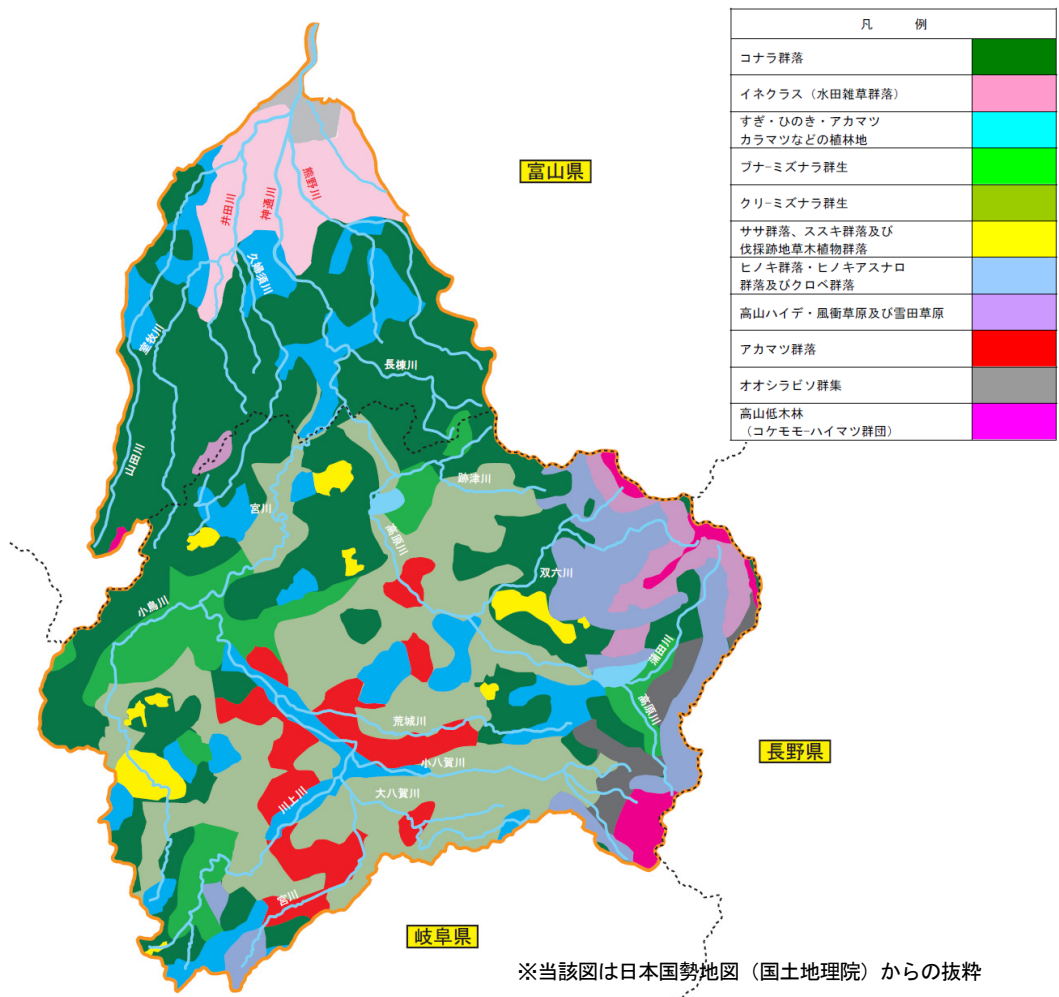 凡 例
コナラ群落
イネクラス（水田雑草群落）
すぎ・ひのき・アカマツ
カラマツなどの植林地
ブナ−ミズナラ群生
クリ−ミズナラ群生
ササ群落、ススキ群落及び
伐採跡地草木植物群落
ヒノキ群落・ヒノキアスナロ
群落及びクロベ群落
高山ハイデ・風衝草原及び雪田草原
アカマツ群落
オオシラビソ群集
高山低木林
（コケモモ−ハイマツ群団）
富山県
井田川
神通川
熊野川
久婦須川
室牧川
長棟川
山田川
跡津川
宮川
高原川
双六川
小鳥川
蒲田川
高原川
荒城川
長野県
小八賀川
大八賀川
川上川
宮川
岐阜県
※当該図は日本国勢地図（国土地理院）からの抜粋